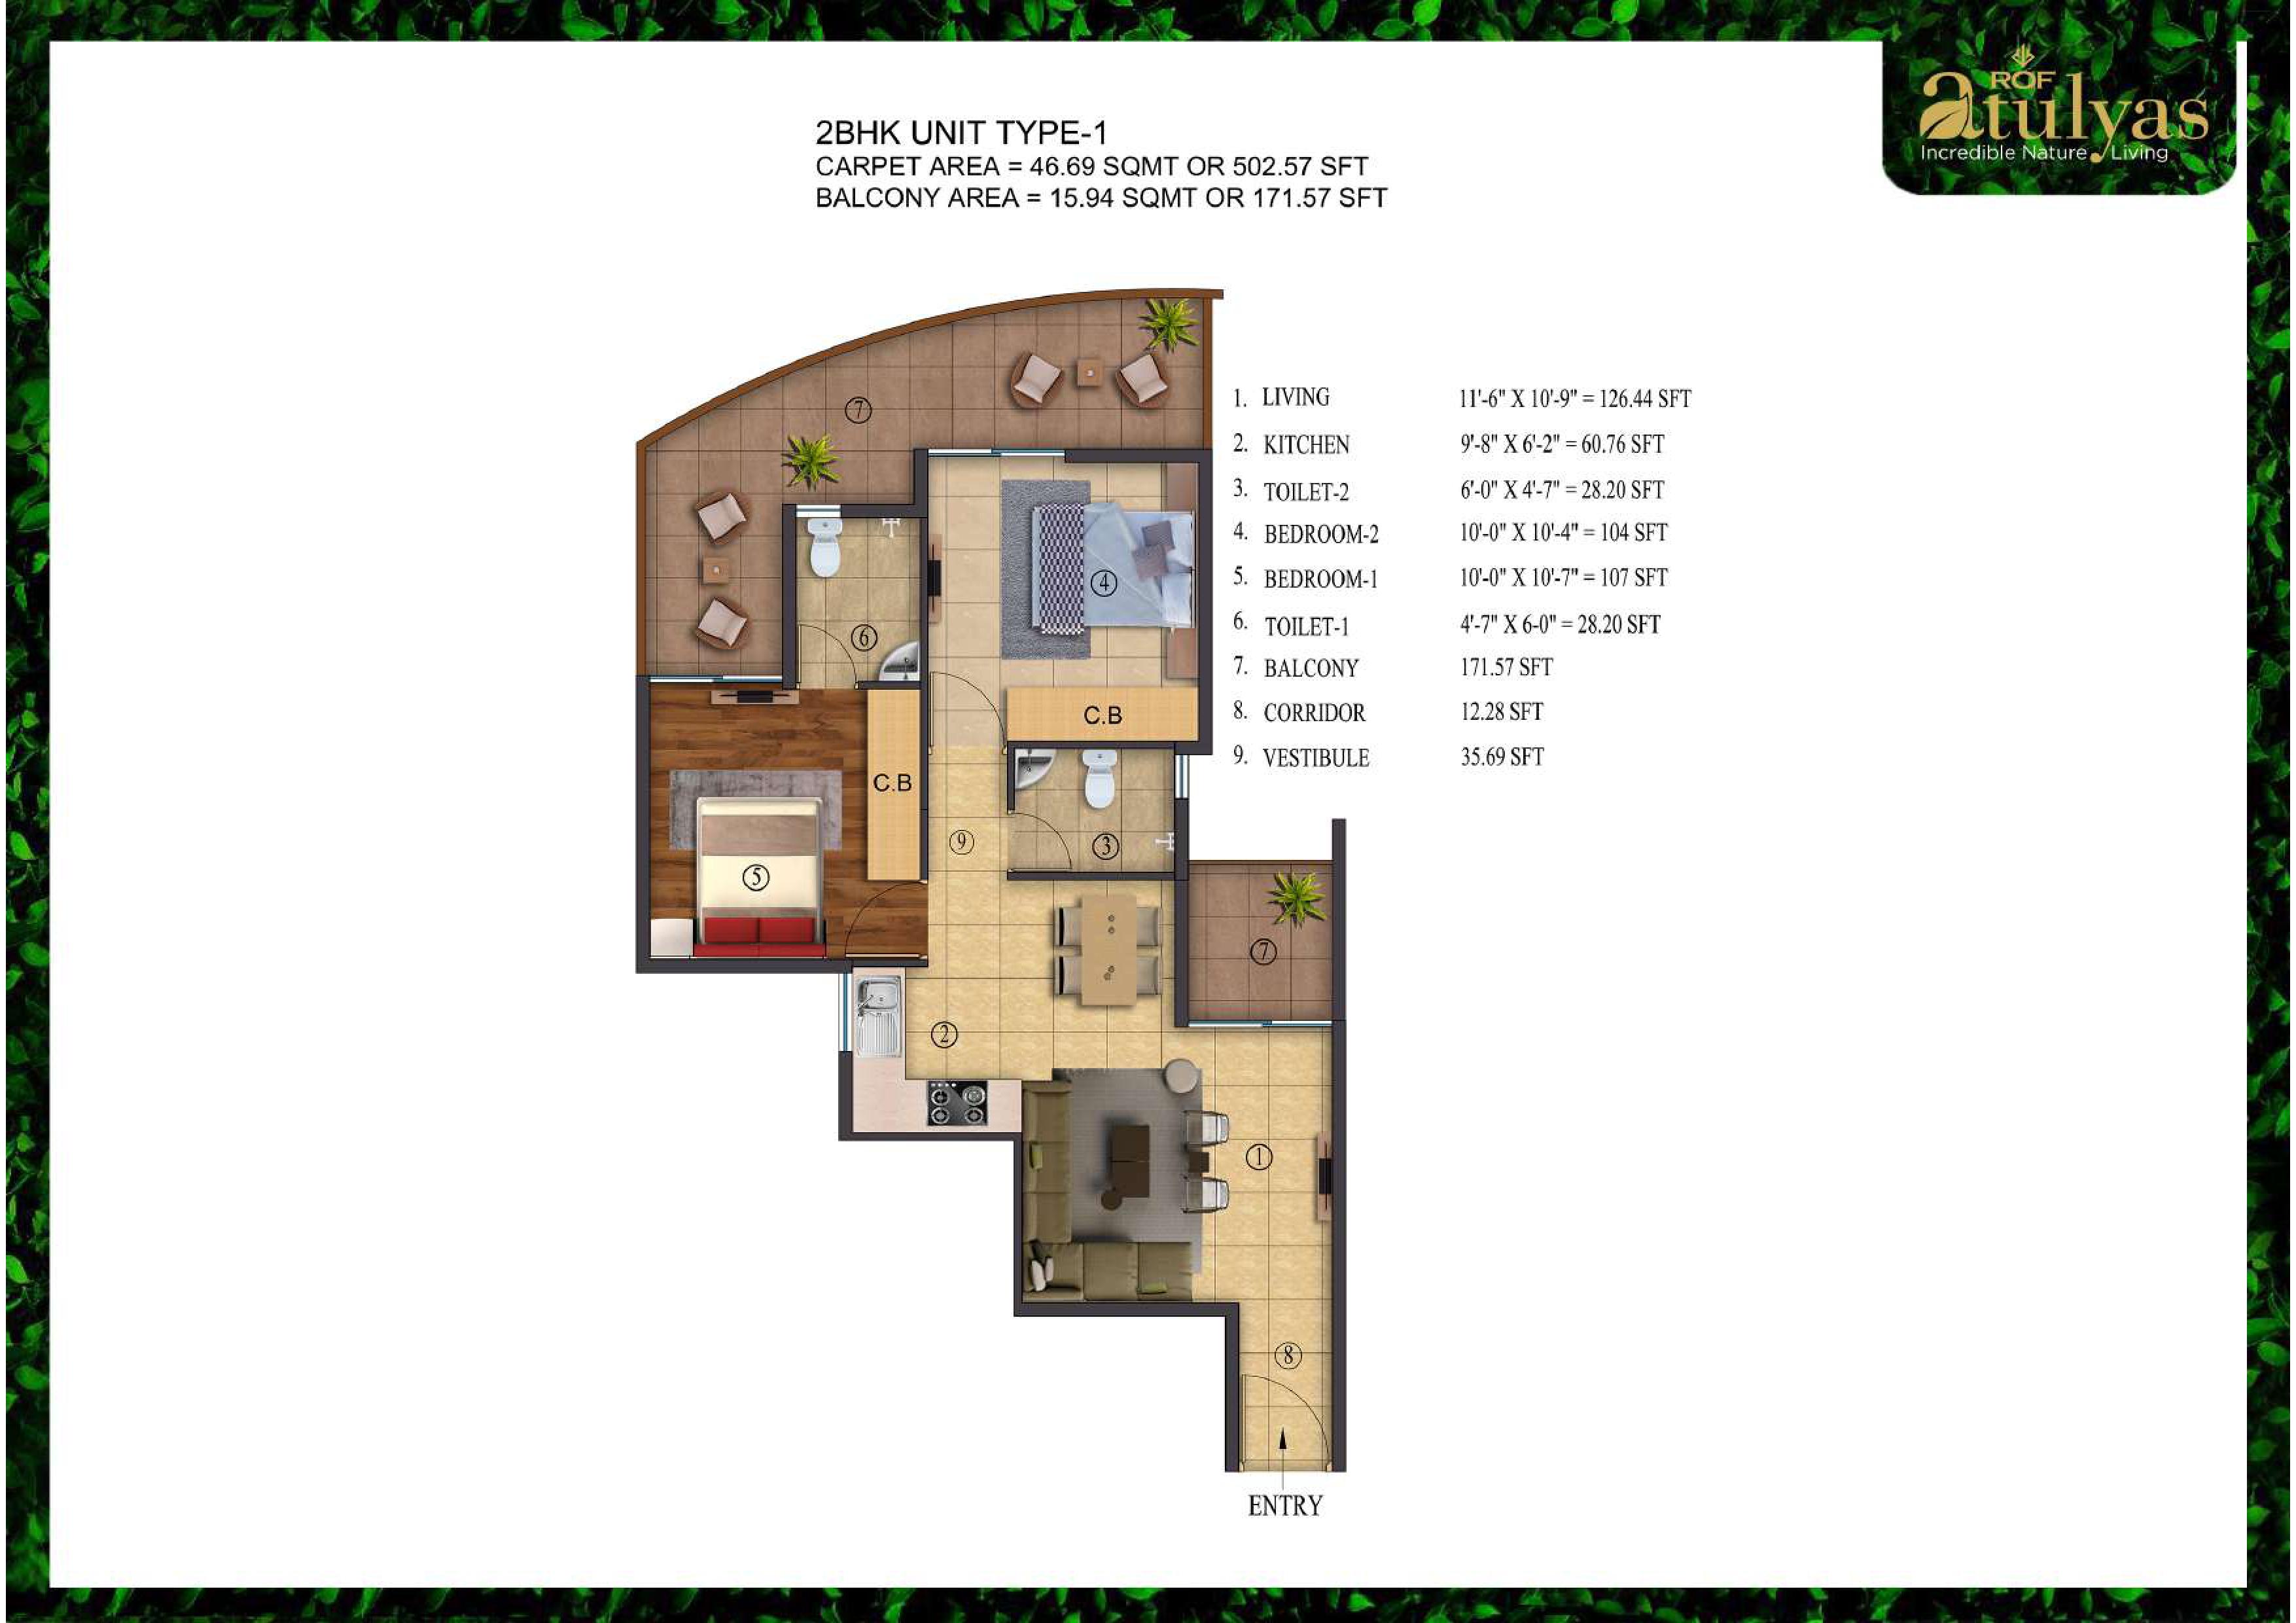 ROF
atulyas
Incredible Nature Living
2BHK UNIT TYPE-1
CARPET AREA = 46.69 SQMT OR 502.57 SFT
BALCONY AREA = 15.94 SQMT OR 171.57 SFT
1. LIVING 11'-6" X 10'-9" = 126.44 SFT
2. KITCHEN 9'-8" X 6'-2" = 60.76 SFT
3. TOILET-2 6'-0" X 4'-7" = 28.20 SFT
4. BEDROOM-2 10'-0" X 10'-4" = 104 SFT
5. BEDROOM-1 10'-0" X 10'-7" = 107 SFT
6. TOILET-1 4'-7" X 6-0" = 28.20 SFT
7. BALCONY 171.57 SFT
8. CORRIDOR 12.28 SFT
9. VESTIBULE 35.69 SFT
7
4
6
C.B
C.B
9
3
5
7
2
1
8
ENTRY